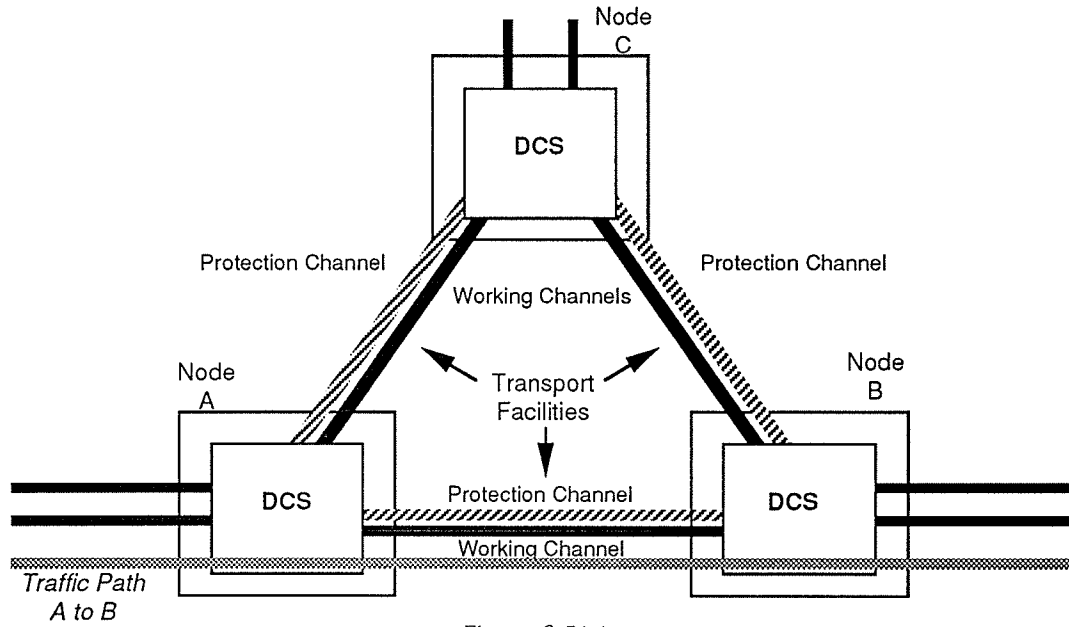 Node
C
DCS
Protection Channel
Protection Channel
Working Channels
Node
A
Node
B
Transport
Facilities
DCS
Protection Channel
DCS
Working Channel
Traffic Path
A to B